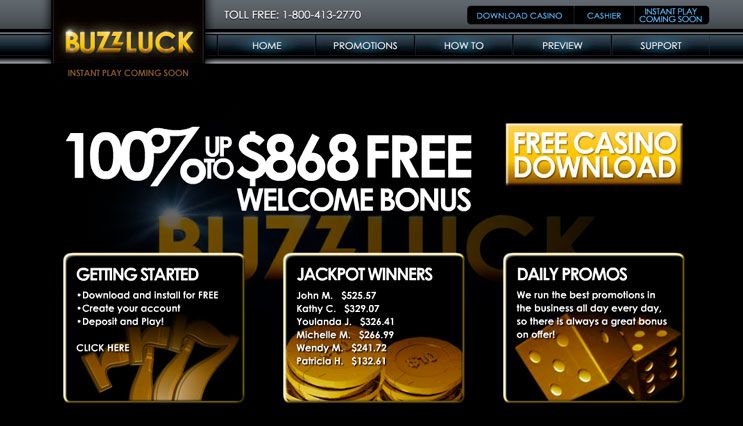 TOLL FREE: 1-800-413-2770
DOWNLOAD CASINO
CASHIER
INSTANT PLAY
COMING SOON
BUZZLUCK
HOME
PROMOTIONS
HOW TO
PREVIEW
SUPPORT
INSTANT PLAY COMING SOON
100% UP TO $868 FREE
WELCOME BONUS
FREE CASINO
DOWNLOAD
BUZZLUCK
GETTING STARTED
•Download and install for FREE
•Create your account
•Deposit and Play!
CLICK HERE
777
JACKPOT WINNERS
John M. $525.57
Kathy C. $329.07
Youlanda J. $326.41
Michelle M. $266.99
Wendy M. $241.72
Patricia H. $132.61
DAILY PROMOS
We run the best promotions in
the business all day every day,
so there is always a great bonus
on offer!